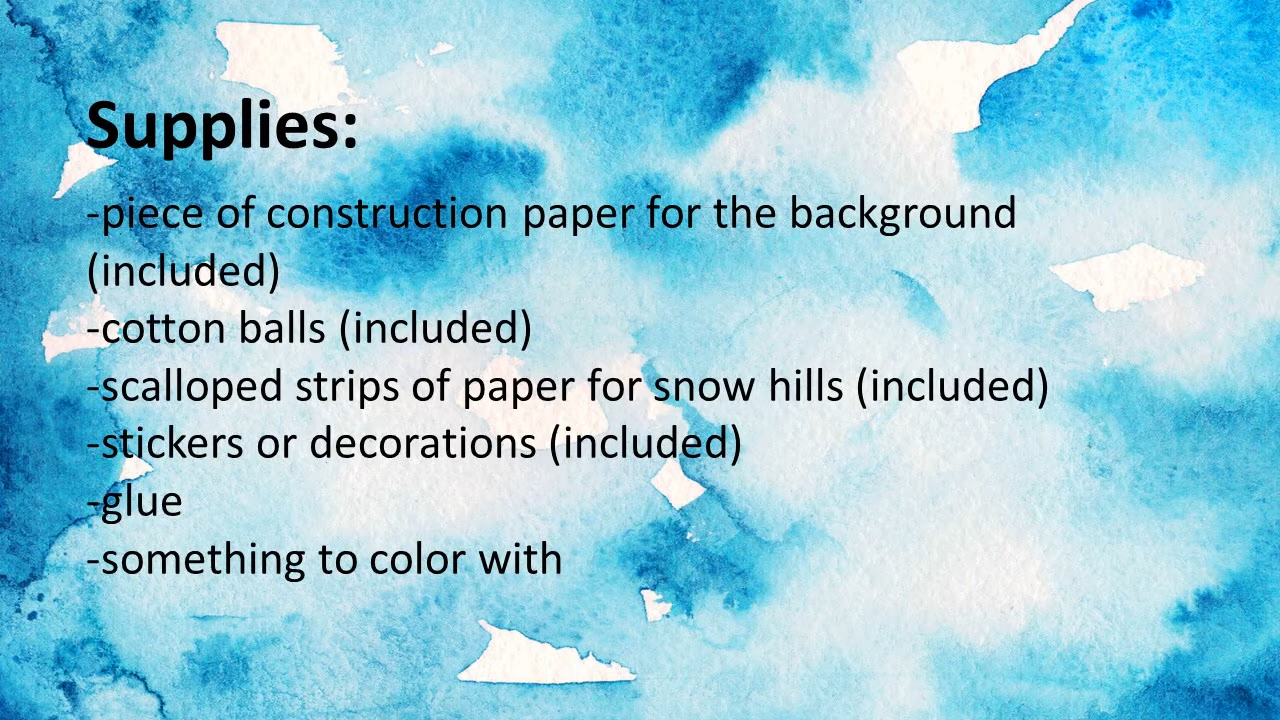 Supplies:
-piece of construction paper for the background
(included)
-cotton balls (included)
-scalloped strips of paper for snow hills (included)
-stickers or decorations (included)
-glue
-something to color with